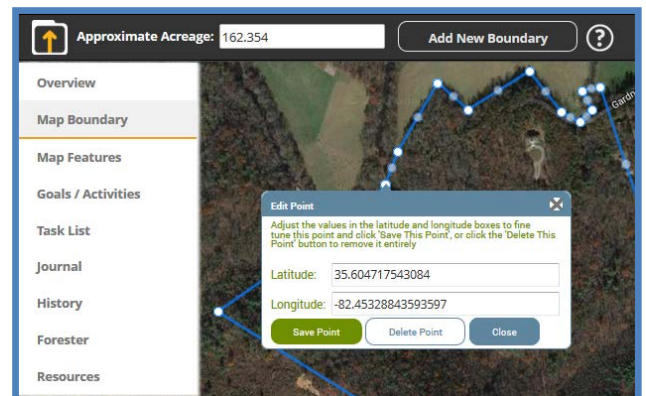 Approximate Acreage: 162.354
Add New Boundary
?
Overview
Map Boundary
Map Features
Goals / Activities
Task List
Journal
History
Forester
Resources
Gardn
Edit Point
Adjust the values in the latitude and longitude boxes to fine
tune this point and click 'Save This Point', or click the 'Delete This
Point' button to remove it entirely
Latitude: 35.604717543084
Longitude: -82.45328843593597
Save Point
Delete Point
Close